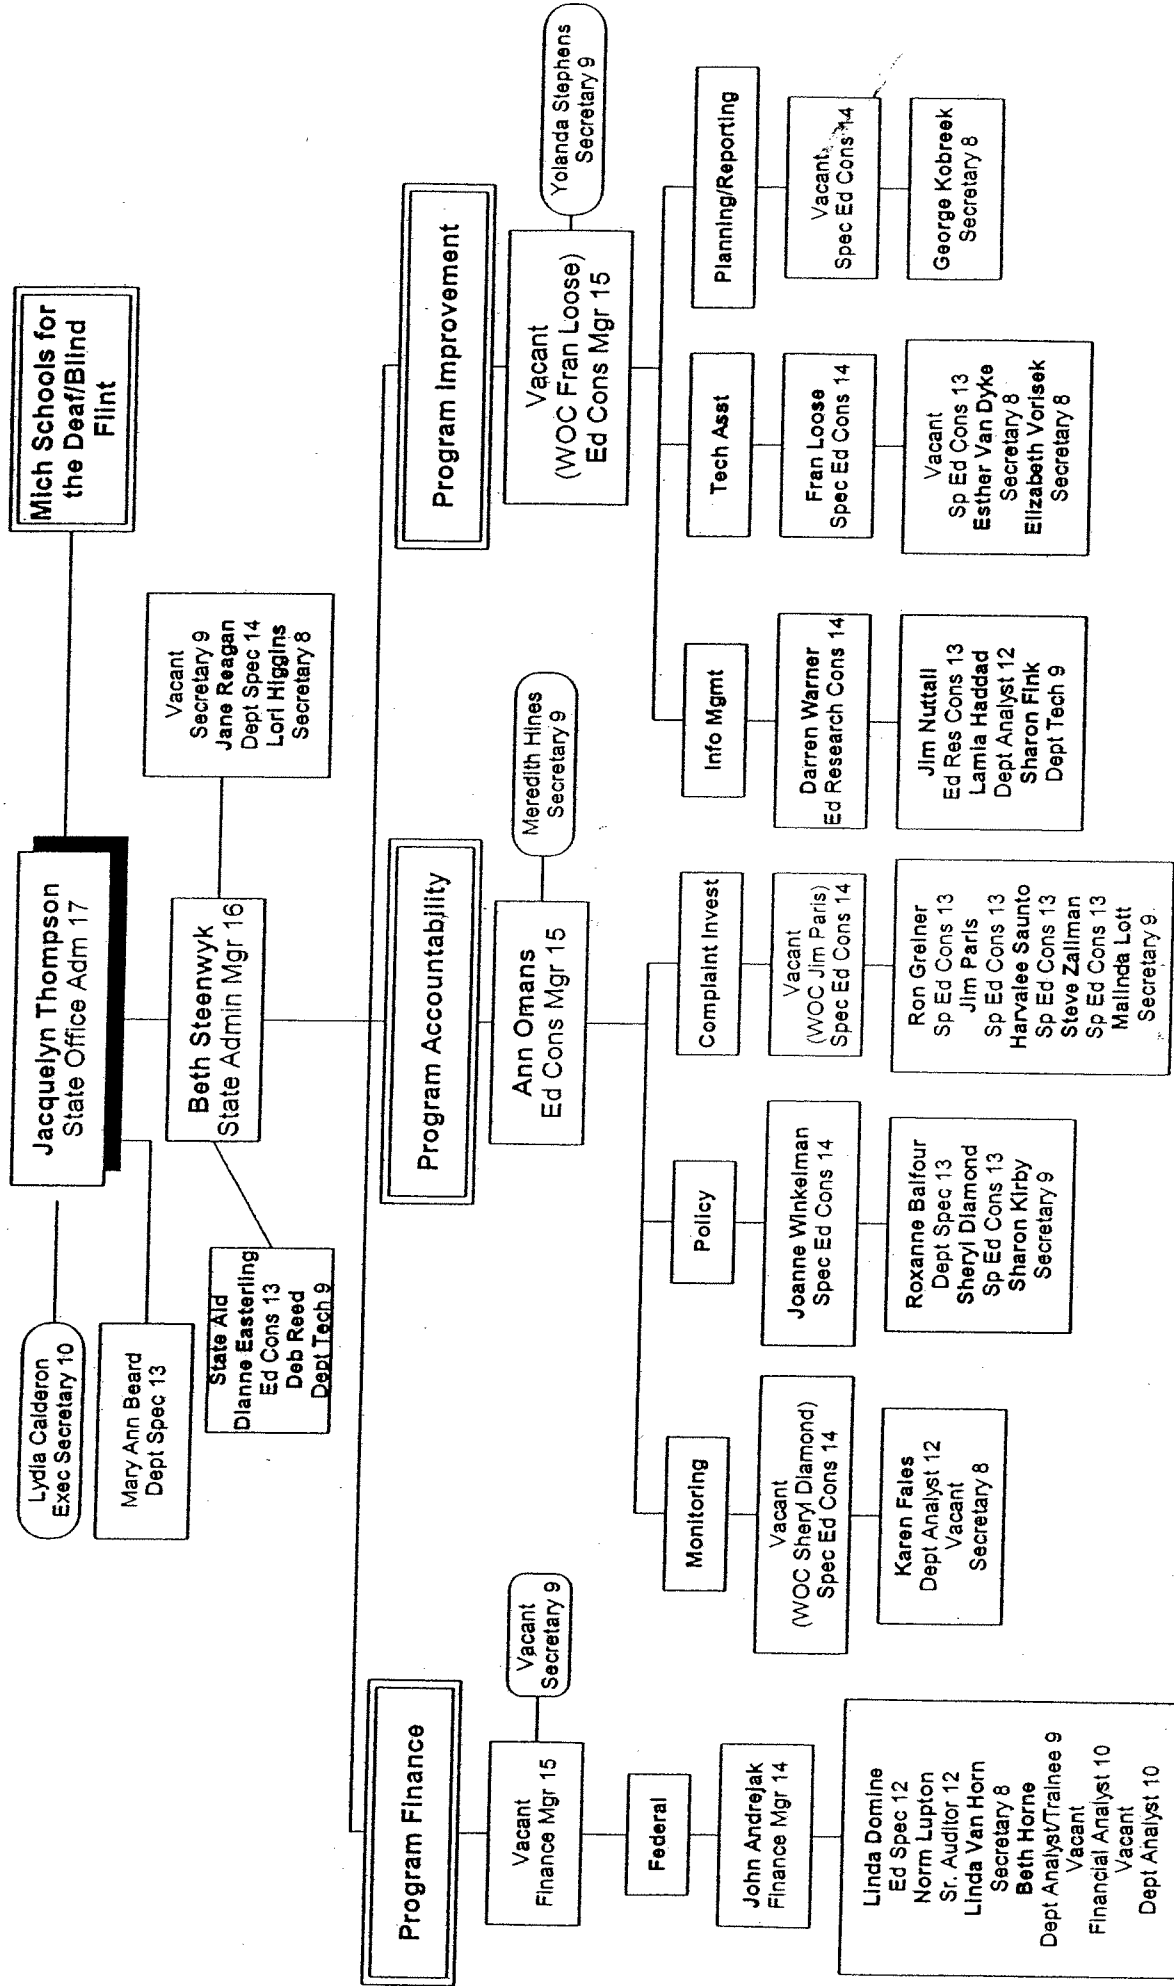 Jacquelyn Thompson
State Office Adm 17
Mich Schools for
the Deaf/Blind
Flint
Lydia Calderon
Exec Secretary 10
Mary Ann Beard
Dept Spec 13
Beth Steenwyk
State Admin Mgr 16
Vacant
Secretary 9
Jane Reagan
Dept Spec 14
Lori Higgins
Secretary 8
State Aid
Dianne Easterling
Ed Cons 13
Deb Reed
Dept Tech 9
Program Finance
Vacant
Finance Mgr 15
Vacant
Secretary 9
Federal
John Andrejak
Finance Mgr 14
Linda Domine
Ed Spec 12
Norm Lupton
Sr. Auditor 12
Linda Van Horn
Secretary 8
Beth Horne
Dept Analyst/Trainee 9
Vacant
Financial Analyst 10
Vacant
Dept Analyst 10
Program Accountability
Ann Omans
Ed Cons Mgr 15
Meredith Hines
Secretary 9
Monitoring
Vacant
(WOC Sheryl Diamond)
Spec Ed Cons 14
Karen Fales
Dept Analyst 12
Vacant
Secretary 8
Policy
Joanne Winkelman
Spec Ed Cons 14
Roxanne Balfour
Dept Spec 13
Sheryl Diamond
Sp Ed Cons 13
Sharon Kirby
Secretary 9
Complaint Invest
Vacant
(WOC Jim Paris)
Spec Ed Cons 14
Ron Greiner
Sp Ed Cons 13
Jim Paris
Sp Ed Cons 13
Harvalee Saunto
Sp Ed Cons 13
Steve Zallman
Sp Ed Cons 13
Malinda Lott
Secretary 9
Program Improvement
Vacant
(WOC Fran Loose)
Ed Cons Mgr 15
Yolanda Stephens
Secretary 9
Info Mgmt
Darren Warner
Ed Research Cons 14
Jim Nuttall
Ed Res Cons 13
Lamia Haddad
Dept Analyst 12
Sharon Fink
Dept Tech 9
Tech Asst
Fran Loose
Spec Ed Cons 14
Vacant
Sp Ed Cons 13
Esther Van Dyke
Secretary 8
Elizabeth Vorisek
Secretary 8
Planning/Reporting
Vacant
Spec Ed Cons 14
George Kobreek
Secretary 8